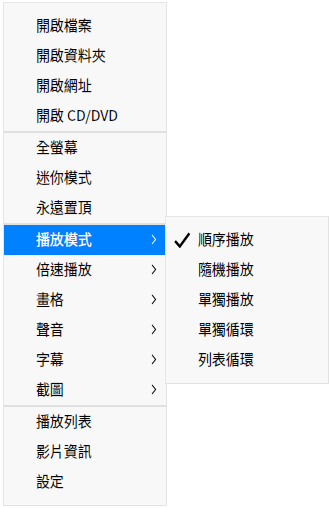 開啟檔案
開啟資料夾
開啟網址
開啟 CD/DVD
全螢幕
迷你模式
永遠置頂
播放模式
倍速播放
畫格
聲音
字幕
截圖
播放列表
影片資訊
設定
順序播放
隨機播放
單獨播放
單獨循環
列表循環